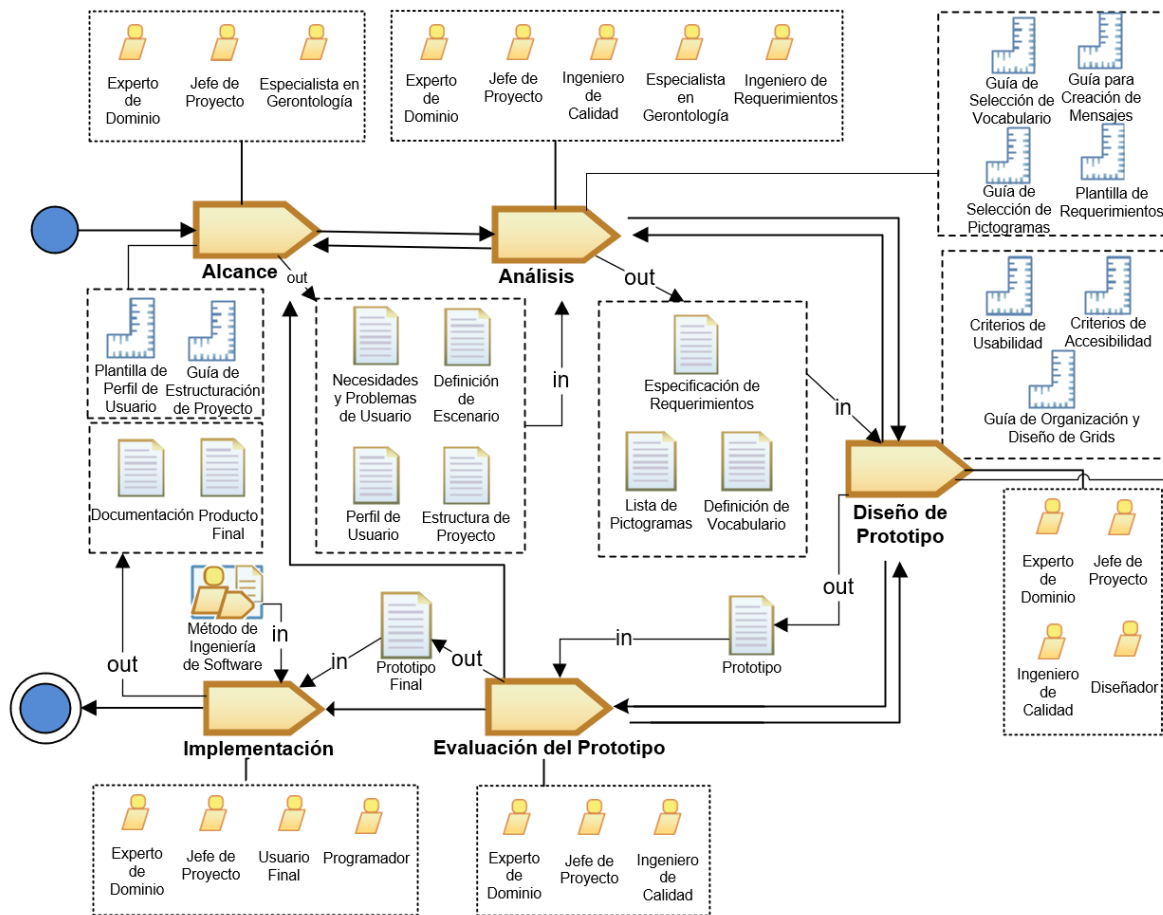 Experto
de
Dominio
Jefe de
Proyecto
Especialista en
Gerontología
Experto
de
Dominio
Jefe de
Proyecto
Ingeniero
de
Calidad
Especialista
en
Gerontología
Ingeniero de
Requerimientos
Guía de
Selección de
Vocabulario
Guía para
Creación de
Mensajes
Guía de
Selección de
Pictogramas
Plantilla de
Requerimientos
Alcance
Análisis
out
out
Plantilla de
Perfil de
Usuario
Guía de
Estructuración
de Proyecto
Necesidades
y Problemas
de Usuario
Definición
de
Escenario
Perfil de
Usuario
Estructura de
Proyecto
in
Especificación de
Requerimientos
Lista de
Pictogramas
Definición de
Vocabulario
in
Criterios de
Usabilidad
Criterios de
Accesibilidad
Guía de Organización y
Diseño de Grids
Documentación
Producto
Final
Diseño de
Prototipo
Experto
de
Dominio
Jefe de
Proyecto
Ingeniero
de
Calidad
Diseñador
out
Método de
Ingeniería
de Software
in
out
in
Prototipo
Final
out
in
Prototipo
Implementación
Evaluación del Prototipo
Experto
de
Dominio
Jefe de
Proyecto
Usuario
Final
Programador
Experto
de
Dominio
Jefe de
Proyecto
Ingeniero
de
Calidad